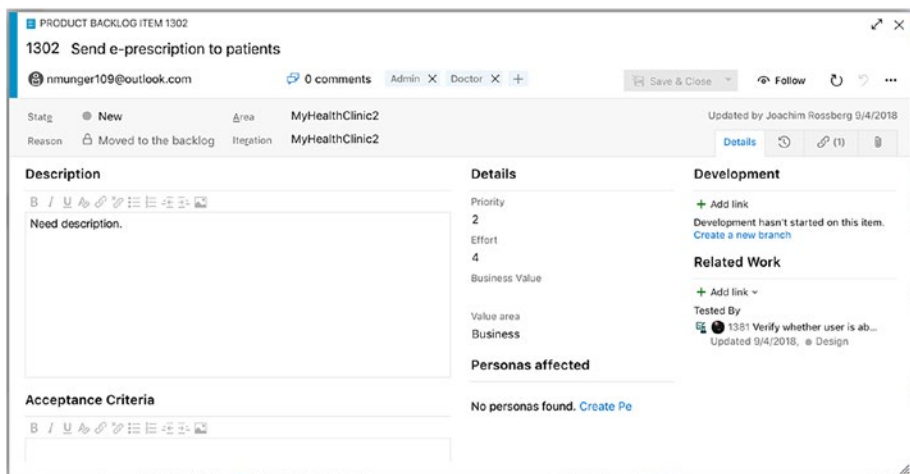 PRODUCT BACKLOG ITEM 1302
1302 Send e-prescription to patients
nmunger109@outlook.com 0 comments Admin X Doctor X +
Save & Close Follow
State New Area MyHealthClinic2 Updated by Joachim Rossberg 9/4/2018
Reason Moved to the backlog Iteration MyHealthClinic2 Details (1)
Description
B I U
Need description.
Acceptance Criteria
B I U
Details
Priority
2
Effort
4
Business Value
Value area
Business
Personas affected
No personas found. Create Pe
Development
+ Add link
Development hasn't started on this item.
Create a new branch
Related Work
+ Add link
Tested By
1381 Verify whether user is ab...
Updated 9/4/2018, Design